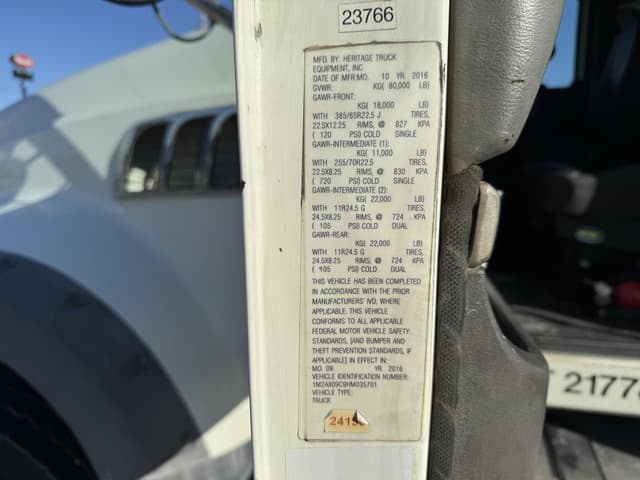 23766
MFD. BY: HERITAGE TRUCK
EQUIPMENT, INC
DATE OF MFR:MO. 10 YR. 2016
GVWR: KG( 80,000 LB)
GAWR-FRONT:
KG( 18,000 LB)
WITH 385/65R22.5 J TIRES,
22.5X12.25 RIMS, @ 827 KPA
( 120 PSI) COLD SINGLE
GAWR-INTERMEDIATE (1):
KG( 11,000 LB)
WITH 255/70R22.5 TIRES,
22.5X8.25 RIMS, @ 830 KPA
( 720 PSI) COLD SINGLE
GAWR-INTERMEDIATE (2):
KG( 22,000 LB)
WITH 11R24.5 G TIRES,
24.5X8.25 RIMS, @ 724 KPA
( 105 PSI) COLD DUAL
GAWR-REAR:
KG( 22,000 LB)
WITH 11R24.5 G TIRES,
24.5X8.25 RIMS, @ 724 KPA
( 105 PSI) COLD DUAL
THIS VEHICLE HAS BEEN COMPLETED
IN ACCORDANCE WITH THE PRIOR
MANUFACTURERS' IVD, WHERE
APPLICABLE. THIS VEHICLE
CONFORMS TO ALL APPLICABLE
FEDERAL MOTOR VEHICLE SAFETY
STANDARDS, [AND BUMPER AND
THEFT PREVENTION STANDARDS, IF
APPLICABLE] IN EFFECT IN:
MO. 09 YR. 2016
VEHICLE IDENTIFICATION NUMBER:
1M2AX09C9HM035701
VEHICLE TYPE:
TRUCK
2415
2177